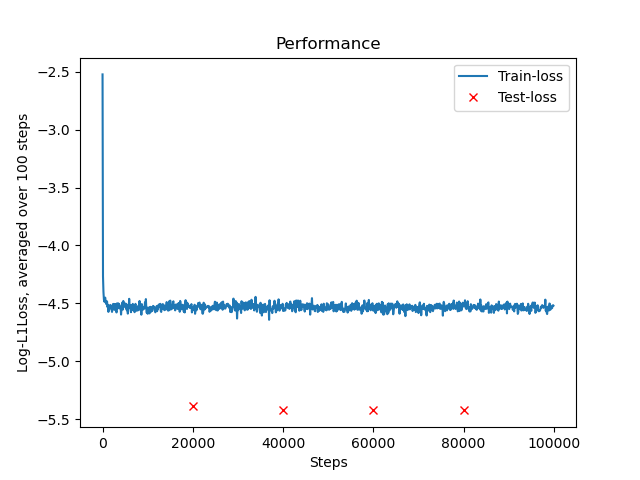 Performance
Log-L1Loss, averaged over 100 steps
−2.5
−3.0
−3.5
−4.0
−4.5
−5.0
−5.5
Train-loss
Test-loss
0
20000
40000
60000
80000
100000
Steps